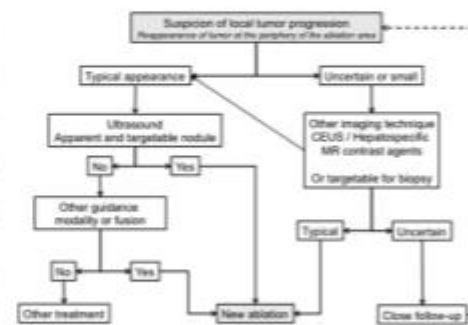 Suspicion of local tumor progression
Reappearance of tumor at the periphery of the ablation area
Typical appearance
Uncertain or small
Ultrasound
Apparent and targetable nodule
Other imaging technique
CEUS / Hepatospecific
MR contrast agents
Or targetable for biopsy
No
Yes
Other guidance
modality or fusion
Typical
Uncertain
No
Yes
Other treatment
New ablation
Close follow-up